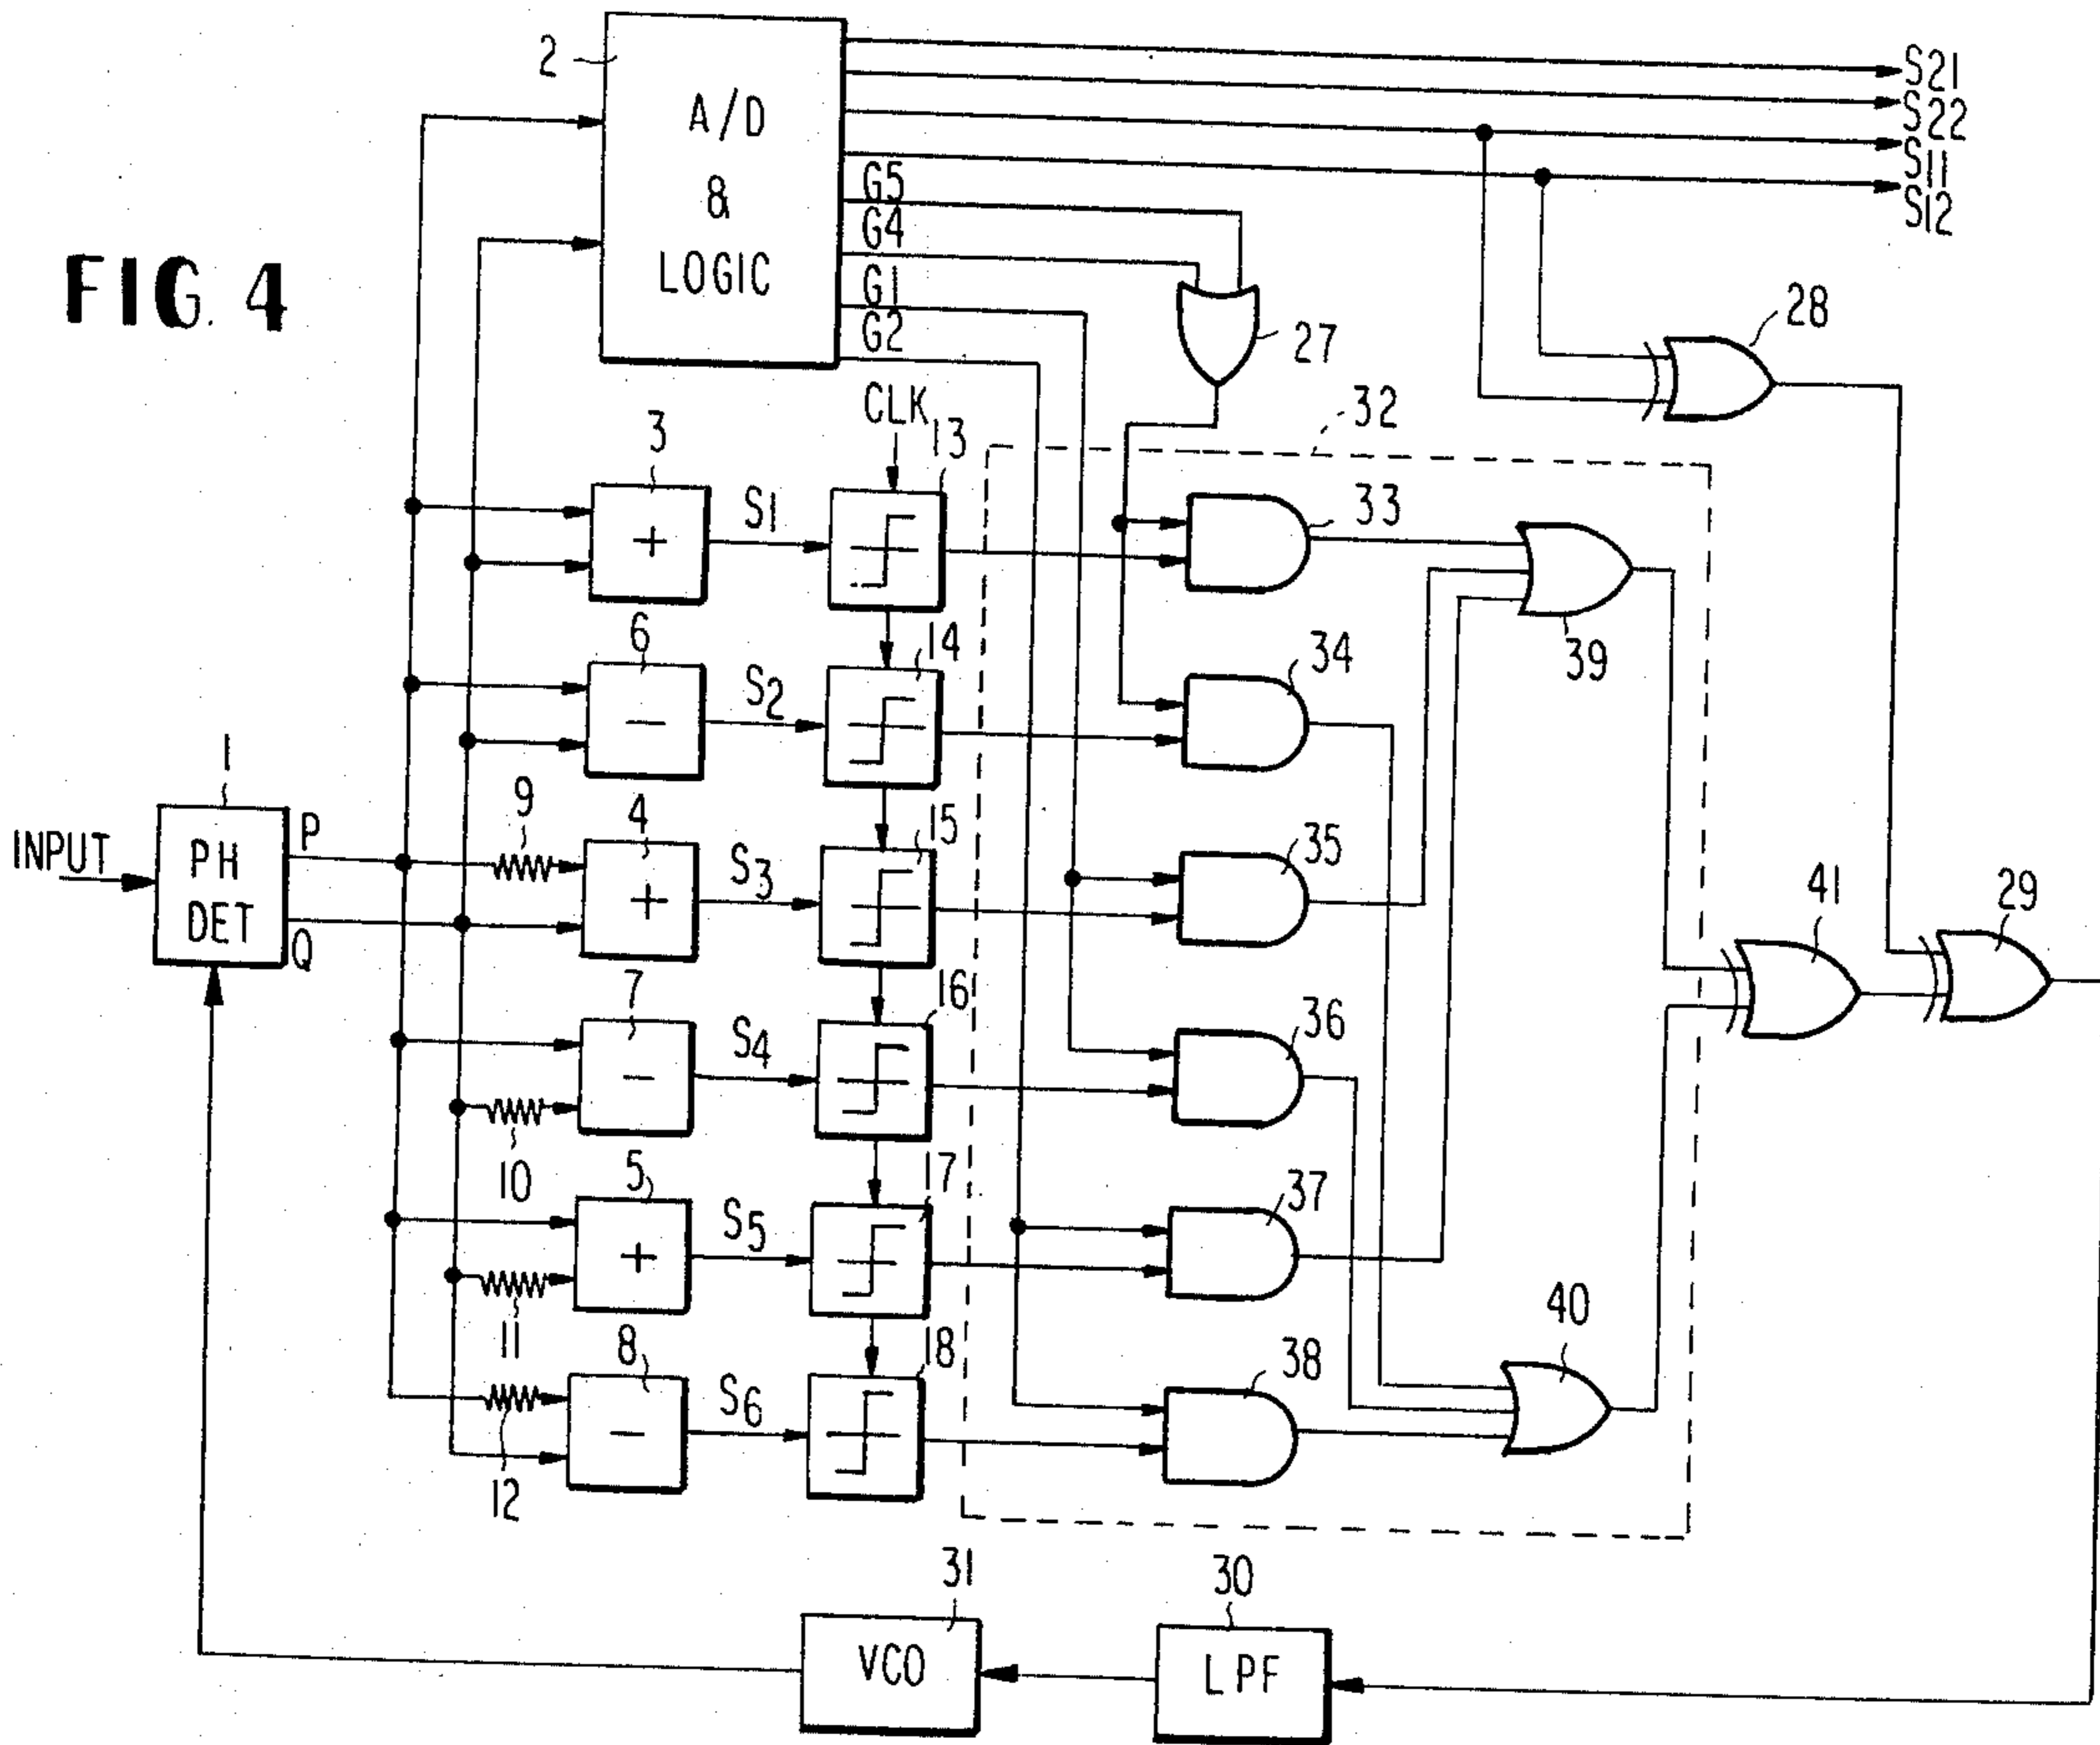 FIG. 4
2
A/D
&
LOGIC
S21
S22
S11
S12
G5
G4
G1
G2
27
28
CLK
32
3
+
S1
13
33
39
6
−
S2
14
34
1
INPUT
PH
DET
P
Q
9
4
+
S3
15
35
41
29
7
−
S4
16
36
10
5
+
S5
17
37
11
8
−
S6
18
38
40
12
31
VCO
30
LPF